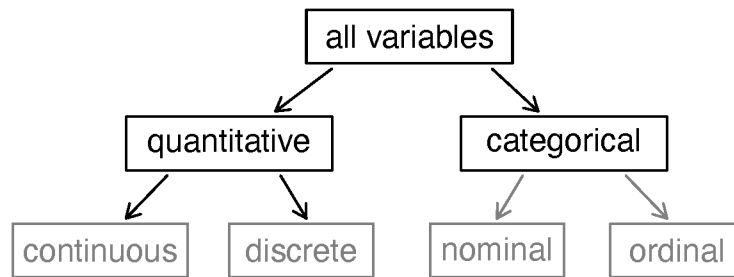 all variables
quantitative
categorical
continuous
discrete
nominal
ordinal